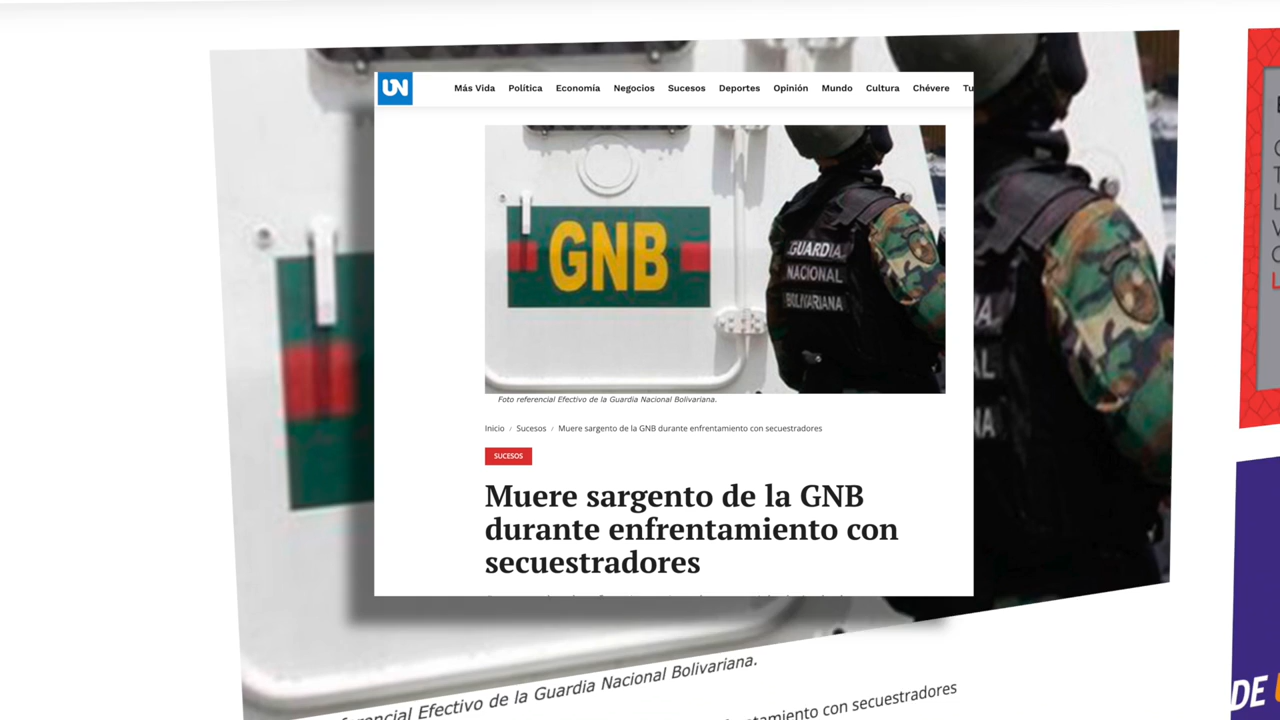 UN
Más Vida Política Economía Negocios Sucesos Deportes Opinión Mundo Cultura Chévere Tu
GNB
GUARDIA
NACIONAL
BOLIVARIANA
Foto referencial Efectivo de la Guardia Nacional Bolivariana.
Inicio / Sucesos / Muere sargento de la GNB durante enfrentamiento con secuestradores
SUCESOS
Muere sargento de la GNB
durante enfrentamiento con
secuestradores
Efectivo de la Guardia Nacional Bolivariana.
con secuestradores
DE